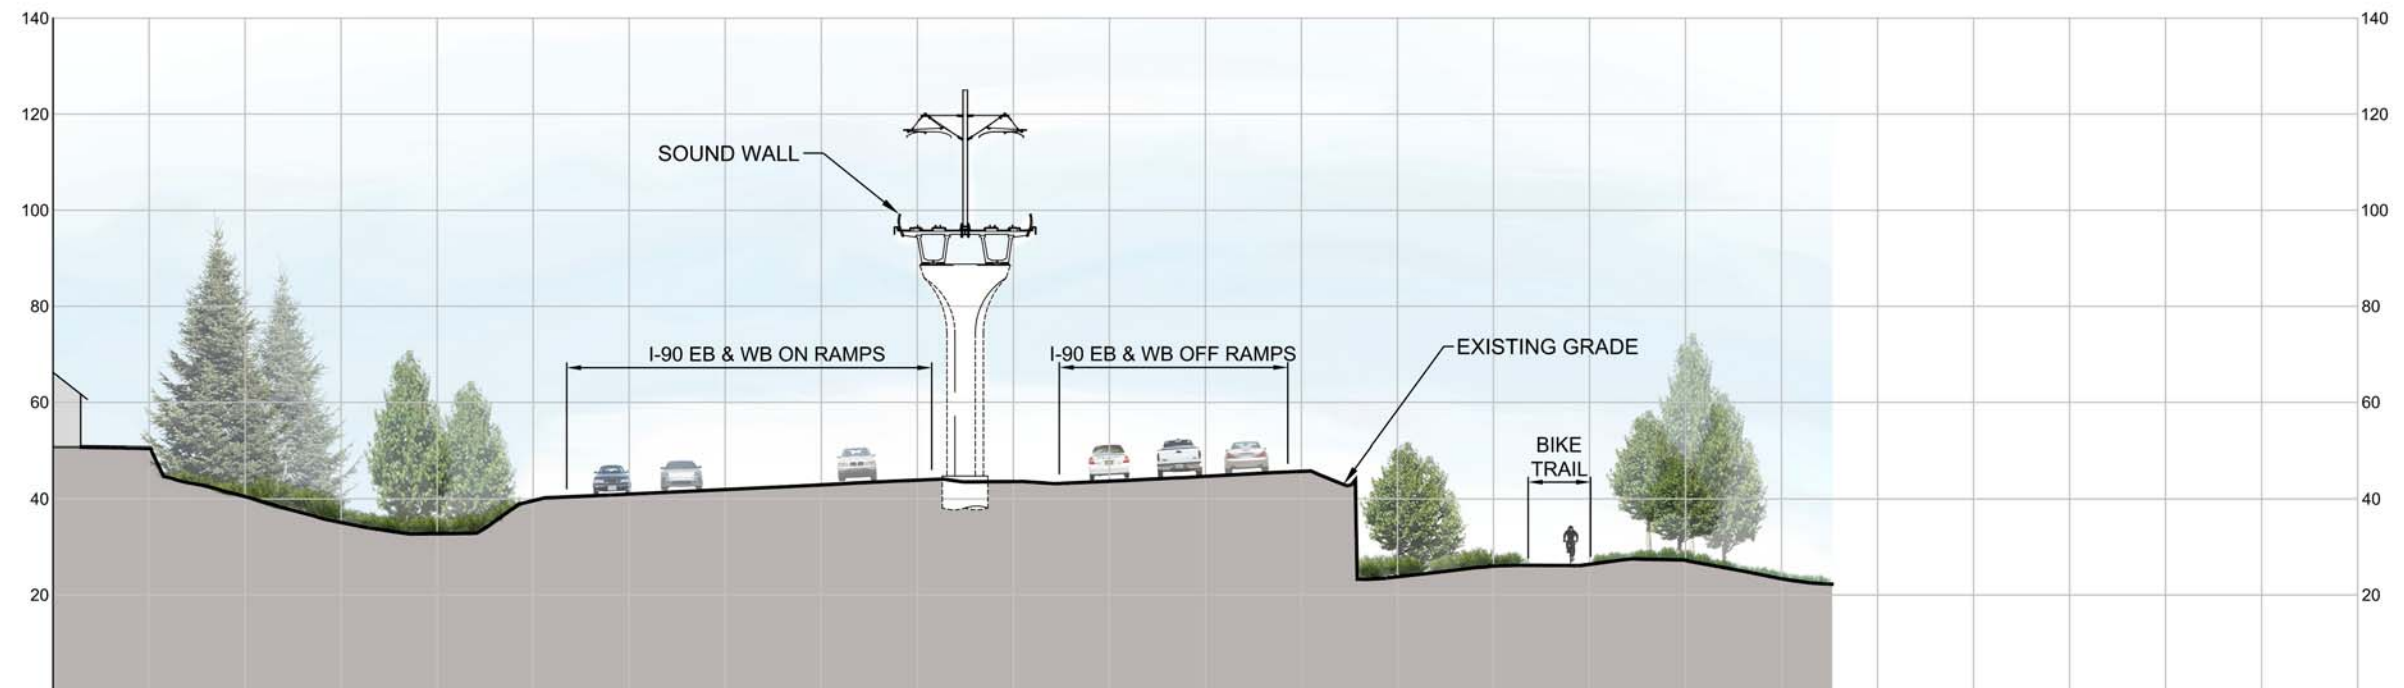 140
140
120
120
SOUND WALL
100
100
80
80
I-90 EB & WB ON RAMPS
I-90 EB & WB OFF RAMPS
EXISTING GRADE
60
60
BIKE
TRAIL
40
40
20
20